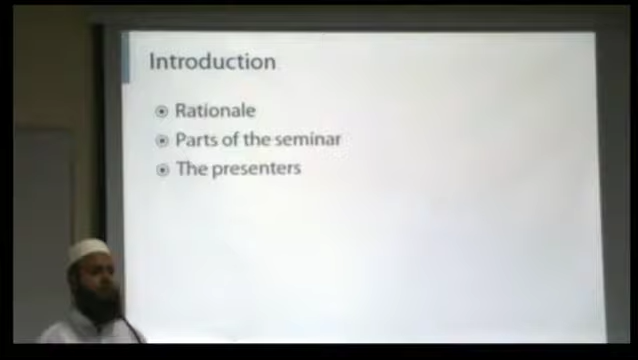 Introduction
Rationale
Parts of the seminar
The presenters